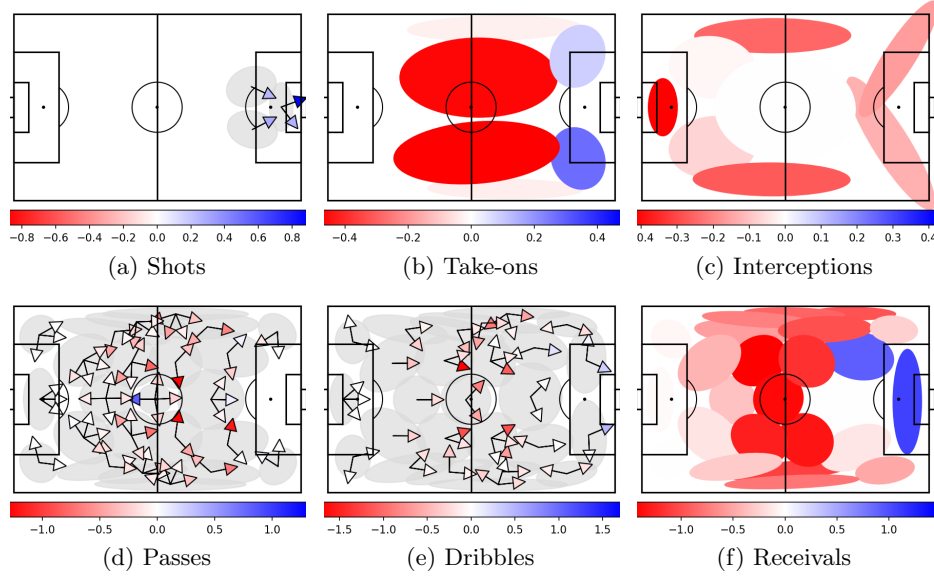 −0.8 −0.6 −0.4 −0.2 0.0 0.2 0.4 0.6 0.8
−0.4 −0.2 0.0 0.2 0.4
0.4 −0.3 −0.2 −0.1 0.0 0.1 0.2 0.3 0.4
(a) Shots
(b) Take-ons
(c) Interceptions
−1.0 −0.5 0.0 0.5 1.0
−1.5 −1.0 −0.5 0.0 0.5 1.0 1.5
−1.0 −0.5 0.0 0.5 1.0
(d) Passes
(e) Dribbles
(f) Receivals